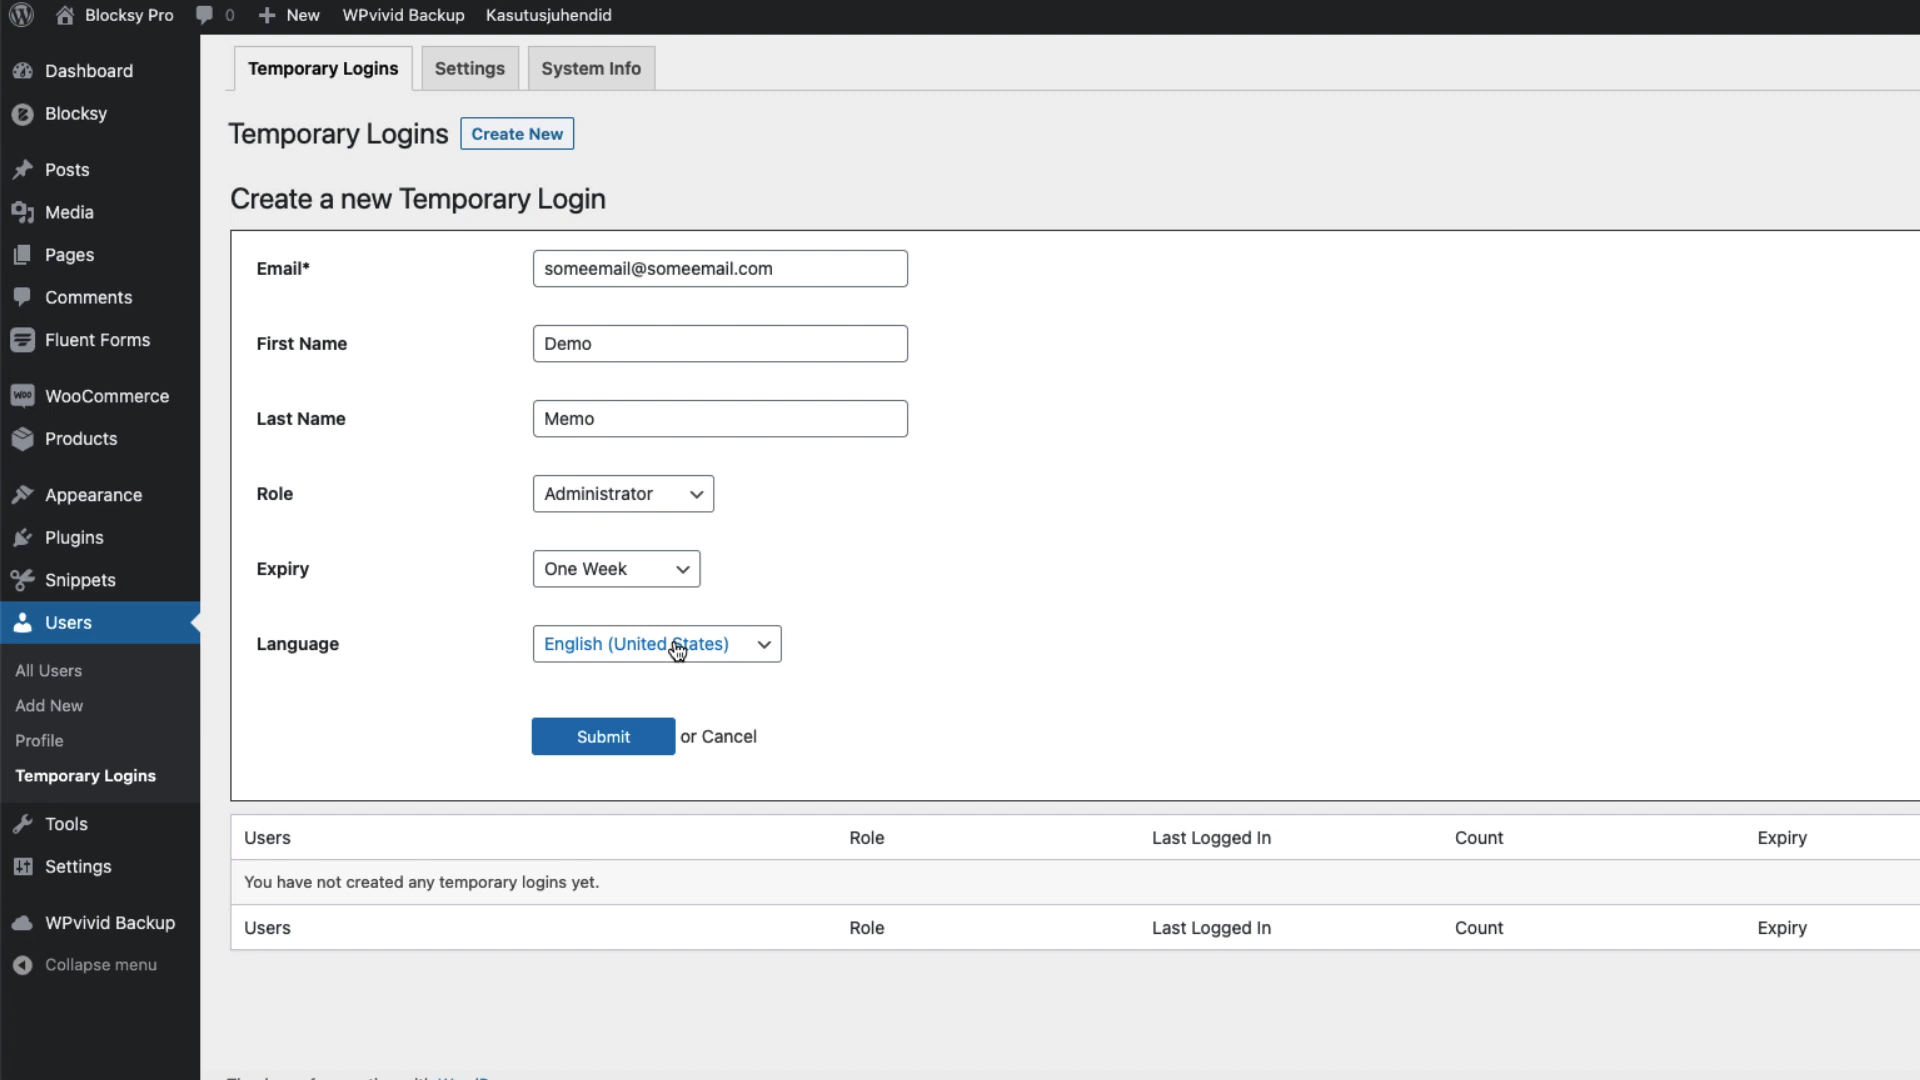 Blocksy Pro 0 New WPvivid Backup Kasutusjuhendid
Dashboard
Blocksy
Posts
Media
Pages
Comments
Fluent Forms
WooCommerce
Products
Appearance
Plugins
Snippets
Users
All Users
Add New
Profile
Temporary Logins
Tools
Settings
WPvivid Backup
Collapse menu
Temporary Logins Settings System Info
Temporary Logins Create New
Create a new Temporary Login
Email* someemail@someemail.com
First Name Demo
Last Name Memo
Role Administrator
Expiry One Week
Language English (United States)
Submit or Cancel
Users Role Last Logged In Count Expiry
You have not created any temporary logins yet.
Users Role Last Logged In Count Expiry